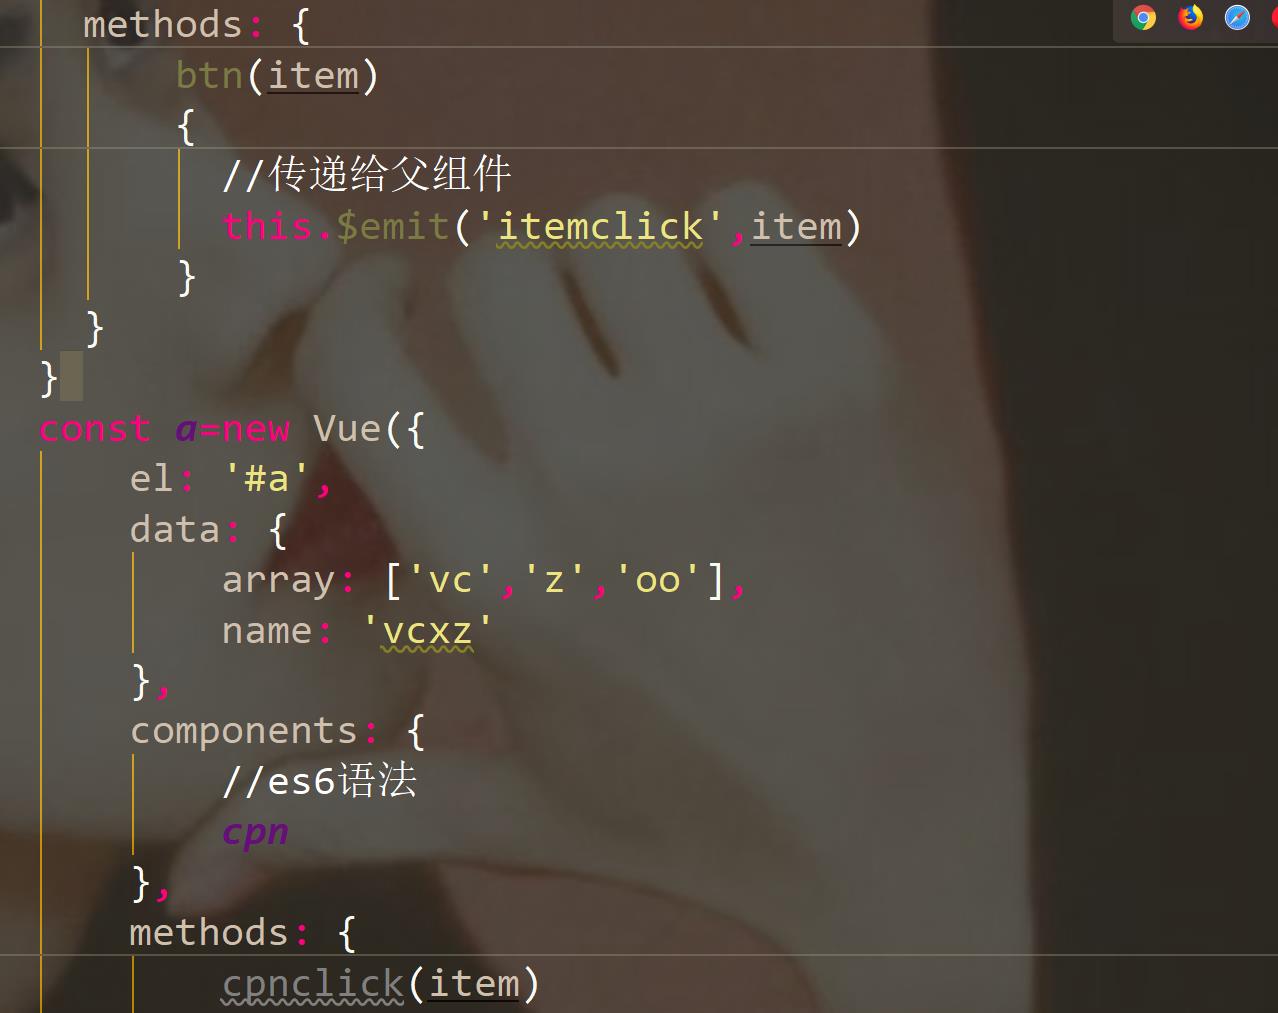 methods: {
btn(item)
{
//传递给父组件
this.$emit('itemclick',item)
}
}
}
const a=new Vue({
el: '#a',
data: {
array: ['vc','z','oo'],
name: 'vcxz'
},
components: {
//es6语法
cpn
},
methods: {
cpnclick(item)